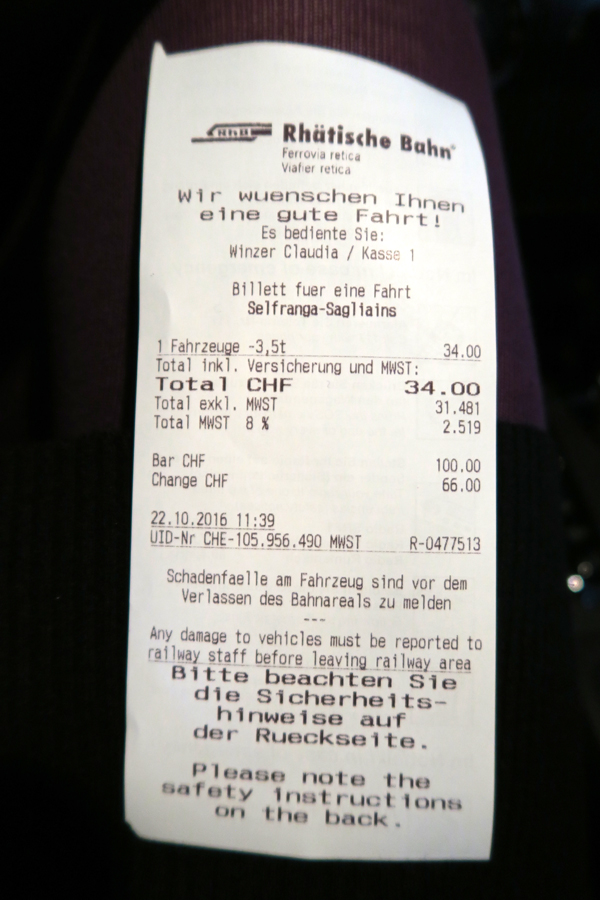 RhB Rhätische Bahn
Ferrovia retica
Viafier retica
Wir wuenschen Ihnen
eine gute Fahrt!
Es bediente Sie:
Winzer Claudia / Kasse 1
Billett fuer eine Fahrt
Selfranga-Sagliains
1 Fahrzeuge -3,5t 34.00
Total inkl. Versicherung und MWST:
Total CHF 34.00
Total exkl. MWST 31.481
Total MWST 8 % 2.519
Bar CHF 100.00
Change CHF 66.00
22.10.2016 11:39
UID-Nr CHE-105.956.490 MWST R-0477513
Schadenfaelle am Fahrzeug sind vor dem
Verlassen des Bahnareals zu melden
---
Any damage to vehicles must be reported to
railway staff before leaving railway area
Bitte beachten Sie
die Sicherheits-
hinweise auf
der Rueckseite.
Please note the
safety instructions
on the back.